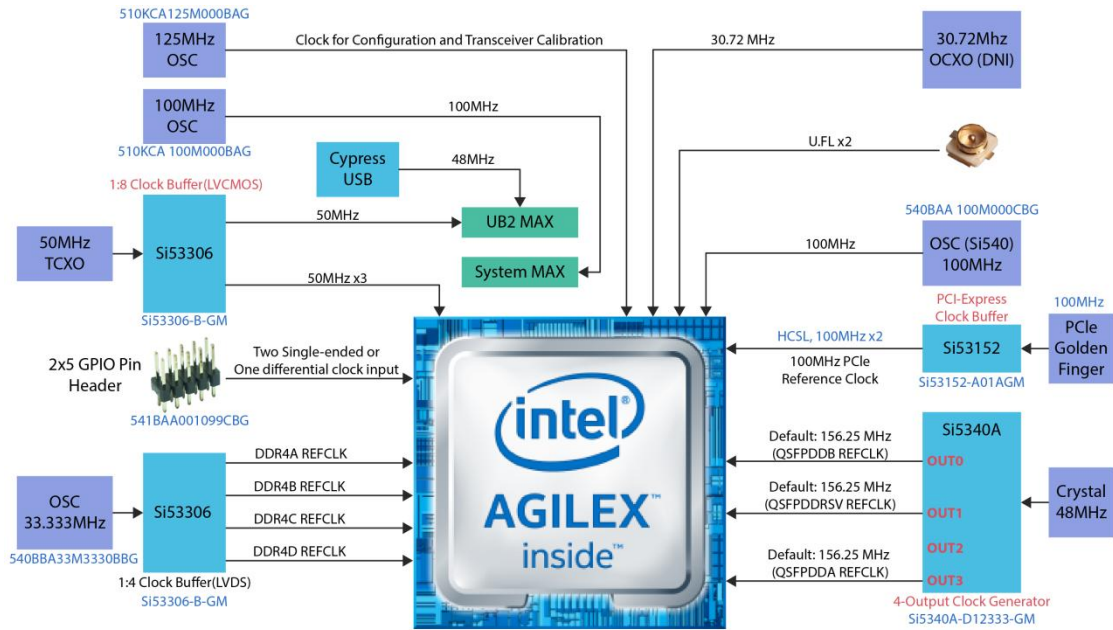 510KCA125M000BAG
125MHz
OSC
Clock for Configuration and Transceiver Calibration
30.72 MHz
30.72Mhz
OCXO (DNI)
100MHz
OSC
100MHz
510KCA 100M000BAG
Cypress
USB
48MHz
U.FL x2
1:8 Clock Buffer(LVCMOS)
50MHz
TCXO
Si53306
50MHz
UB2 MAX
50MHz x3
System MAX
Si53306-B-GM
540BAA 100M000CBG
100MHz
OSC (Si540)
100MHz
PCI-Express
Clock Buffer
100MHz
HCSL, 100MHz x2
100MHz PCIe
Reference Clock
Si53152
PCIe
Golden
Finger
Si53152-A01AGM
2x5 GPIO Pin
Header
Two Single-ended or
One differential clock input
541BAA001099CBG
intel®
AGILEX™
inside™
OSC
33.333MHz
540BBA33M3330BBG
Si53306
DDR4A REFCLK
DDR4B REFCLK
DDR4C REFCLK
DDR4D REFCLK
1:4 Clock Buffer(LVDS)
Si53306-B-GM
Default: 156.25 MHz
(QSFPDDB REFCLK)
Default: 156.25 MHz
(QSFPDDRSV REFCLK)
Default: 156.25 MHz
(QSFPDDA REFCLK)
Si5340A
OUT0
OUT1
OUT2
OUT3
Crystal
48MHz
4-Output Clock Generator
Si5340A-D12333-GM